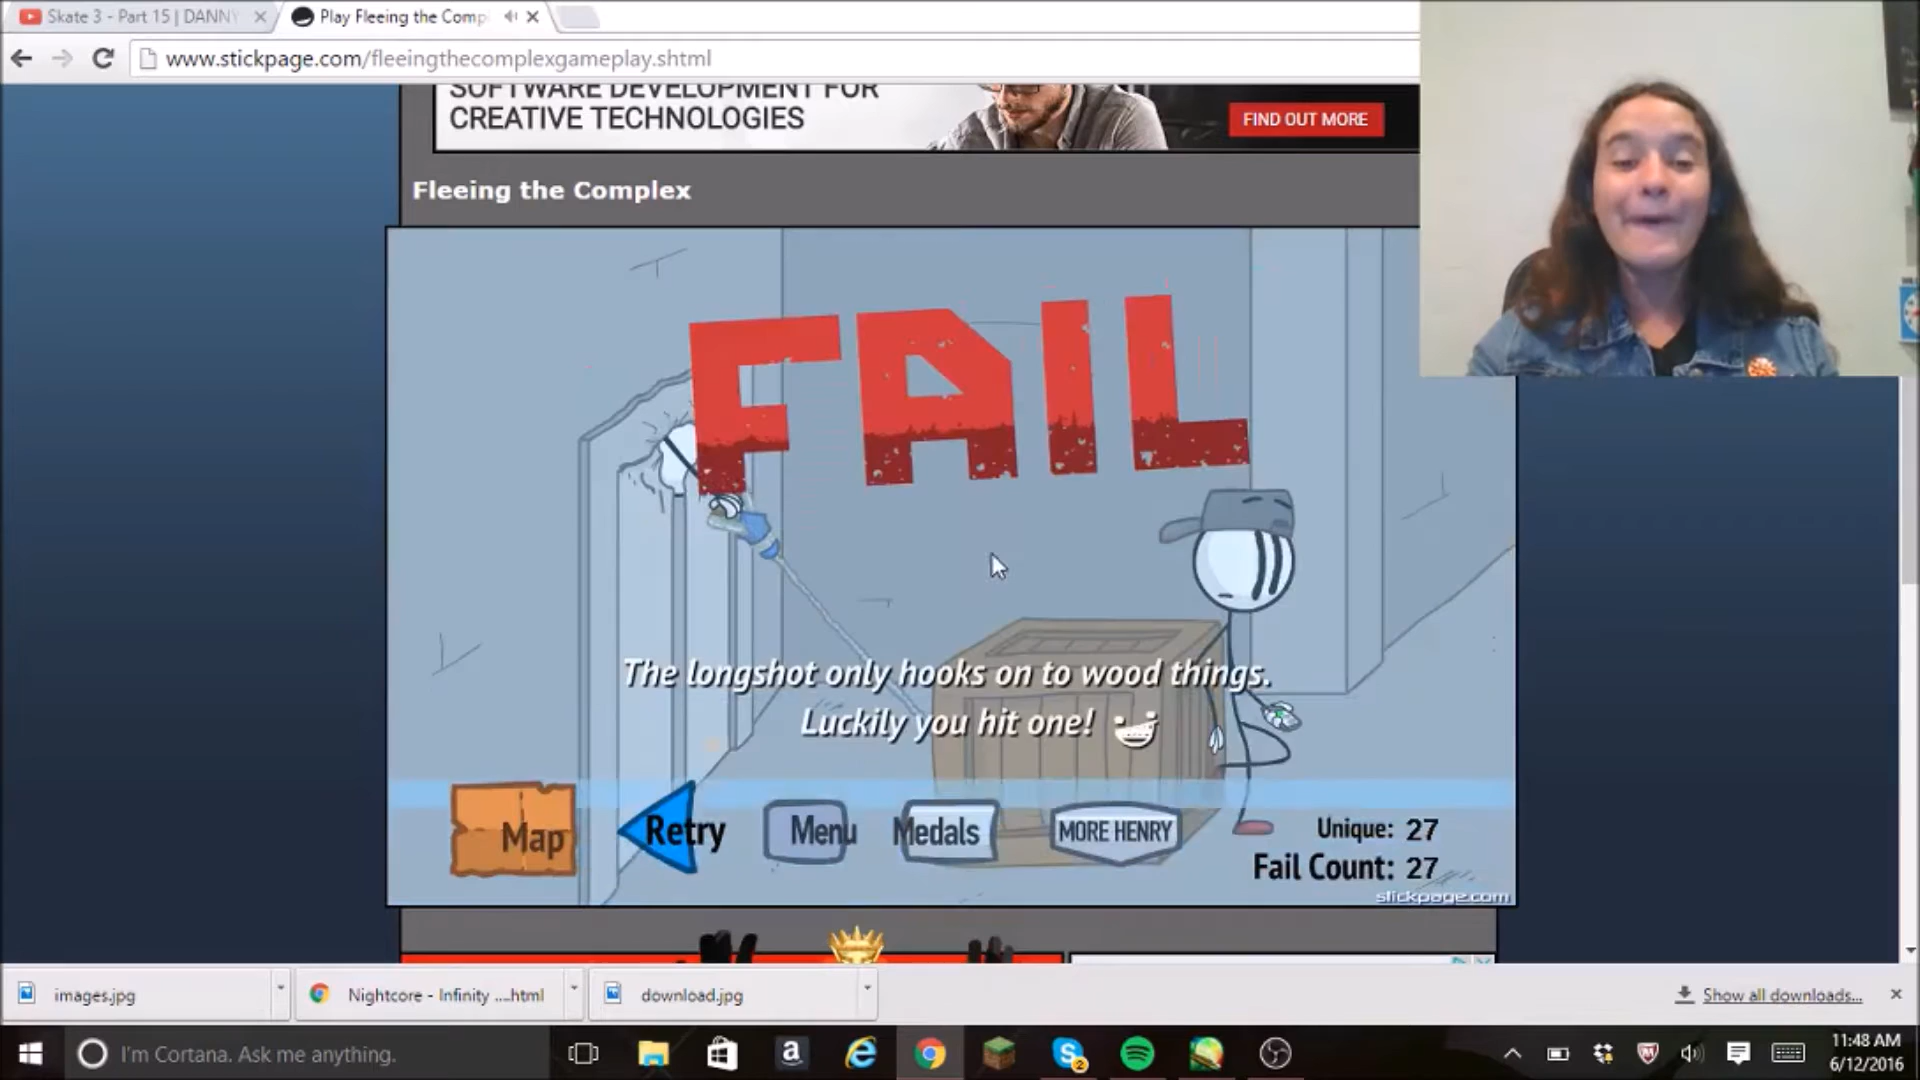 Skate 3 - Part 15 | DANNY
Play Fleeing the Comp
www.stickpage.com/fleeingthecomplexgameplay.shtml
SOFTWARE DEVELOPMENT FOR
CREATIVE TECHNOLOGIES
FIND OUT MORE
Fleeing the Complex
FAIL
The longshot only hooks on to wood things.
Luckily you hit one!
Map
Retry
Menu
Medals
MORE HENRY
Unique: 27
Fail Count: 27
stickpage.com
images.jpg
Nightcore - Infinity ....html
download.jpg
Show all downloads...
I'm Cortana. Ask me anything.
2
11:48 AM
6/12/2016